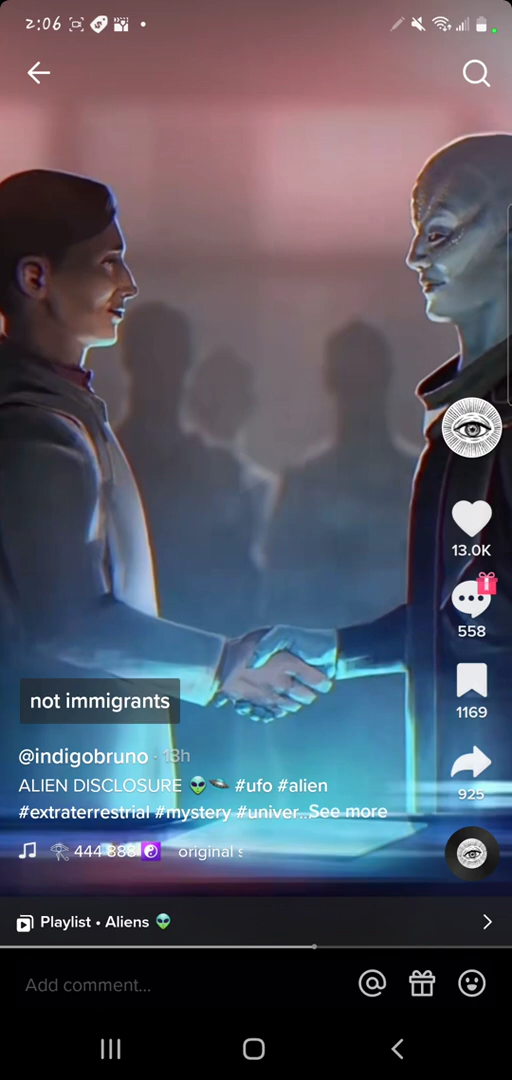 2:06
13.0K
558
1169
925
not immigrants
@indigobruno · 13h
ALIEN DISCLOSURE 👽🛸 #ufo #alien
#extraterrestrial #mystery #univer...See more
444 888 ☯️ original s
Playlist • Aliens 👽
Add comment...